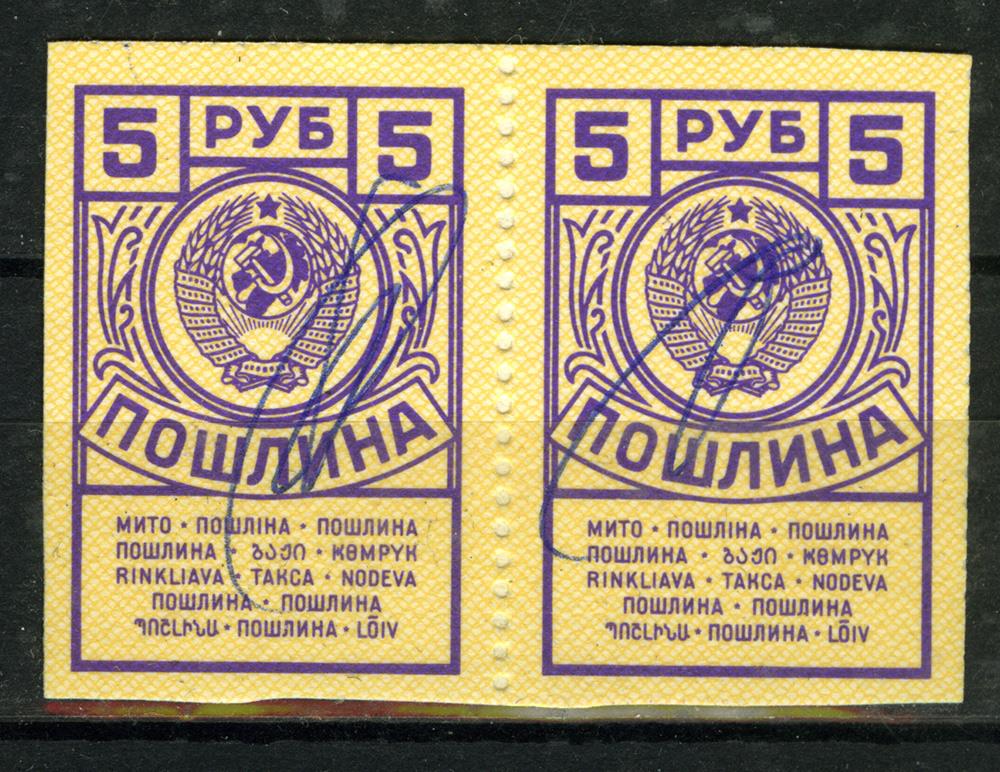 5 РУБ 5
ПОШЛИНА
МИТО • ПОШЛІНА • ПОШЛИНА
ПОШЛИНА • ᲑᲐᲟᲘ • КӨМРУК
RINKLIAVA • ТАКСА • NODEVA
ПОШЛИНА • ПОШЛИНА
ՊՈՇԼԻՆԱ • ПОШЛИНА • LÕIV
5 РУБ 5
ПОШЛИНА
МИТО • ПОШЛІНА • ПОШЛИНА
ПОШЛИНА • ᲑᲐᲟᲘ • КӨМРУК
RINKLIAVA • ТАКСА • NODEVA
ПОШЛИНА • ПОШЛИНА
ՊՈՇԼԻՆԱ • ПОШЛИНА • LÕIV